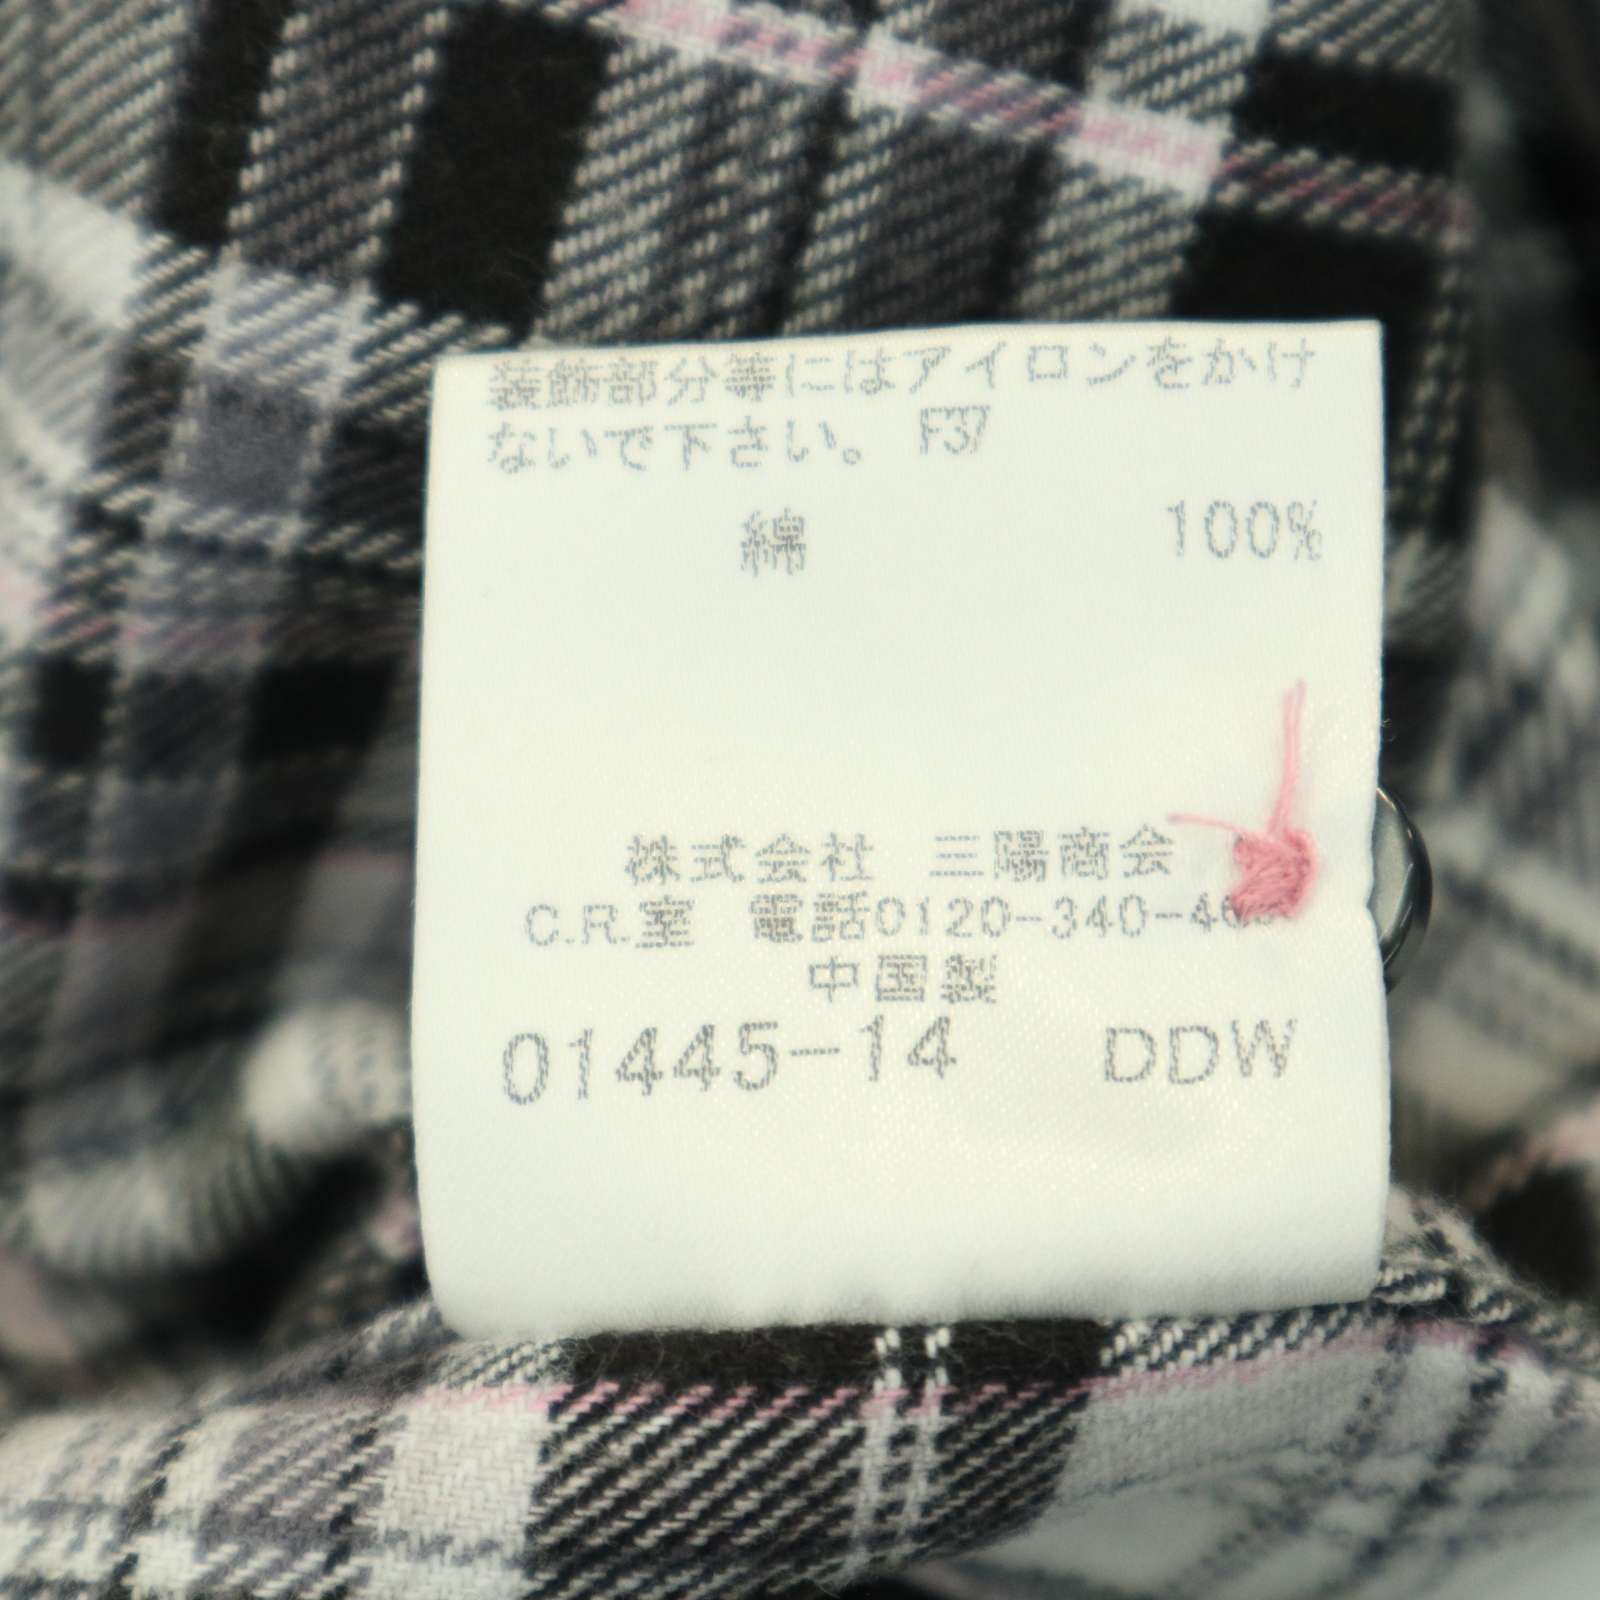 装飾部分等にはアイロンをかけ
ないで下さい。 F37
綿 100%
株式会社 三陽商会
C.R.室 電話0120-340-4
中国製
01445-14 DDW